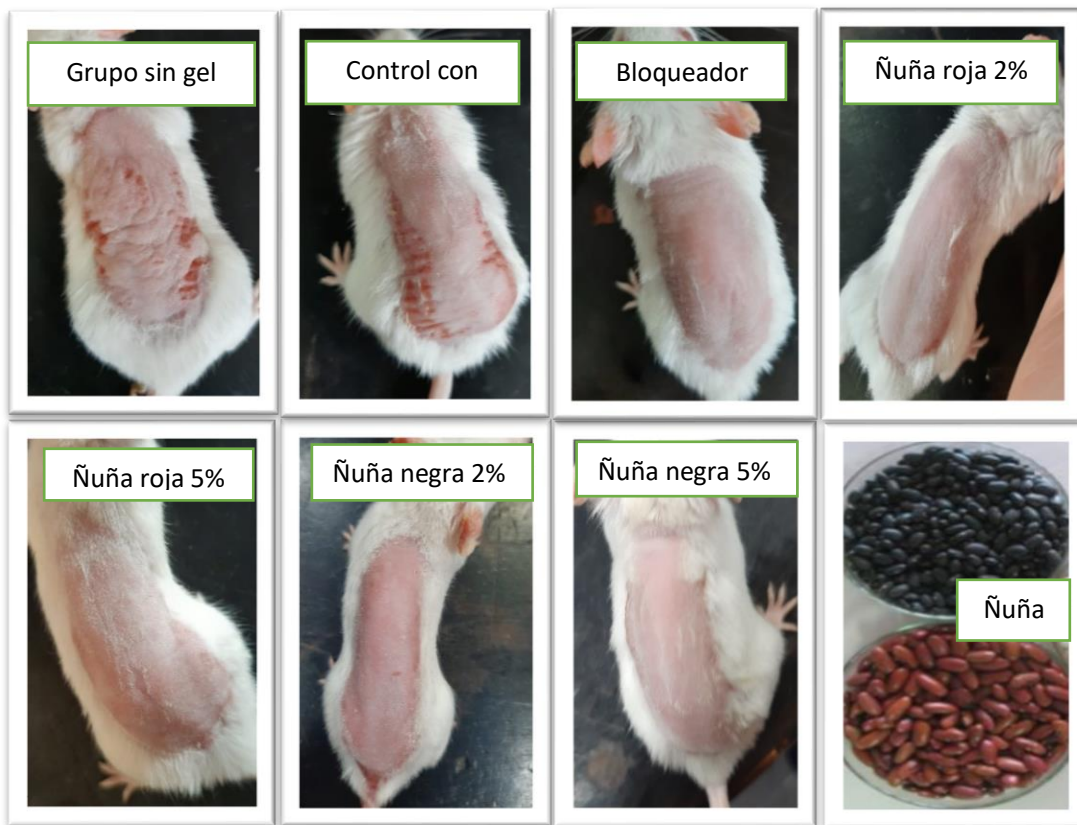 Grupo sin gel
Control con
Bloqueador
Ñuña roja 2%
Ñuña roja 5%
Ñuña negra 2%
Ñuña negra 5%
Ñuña